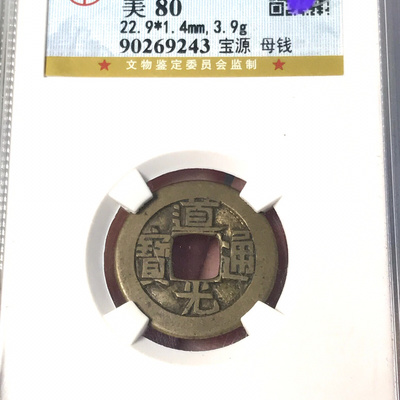 美 80
22.9*1.4mm,3.9g
90269243 宝源 母钱
★ 文物鉴定委员会监制 ★
道光通寳